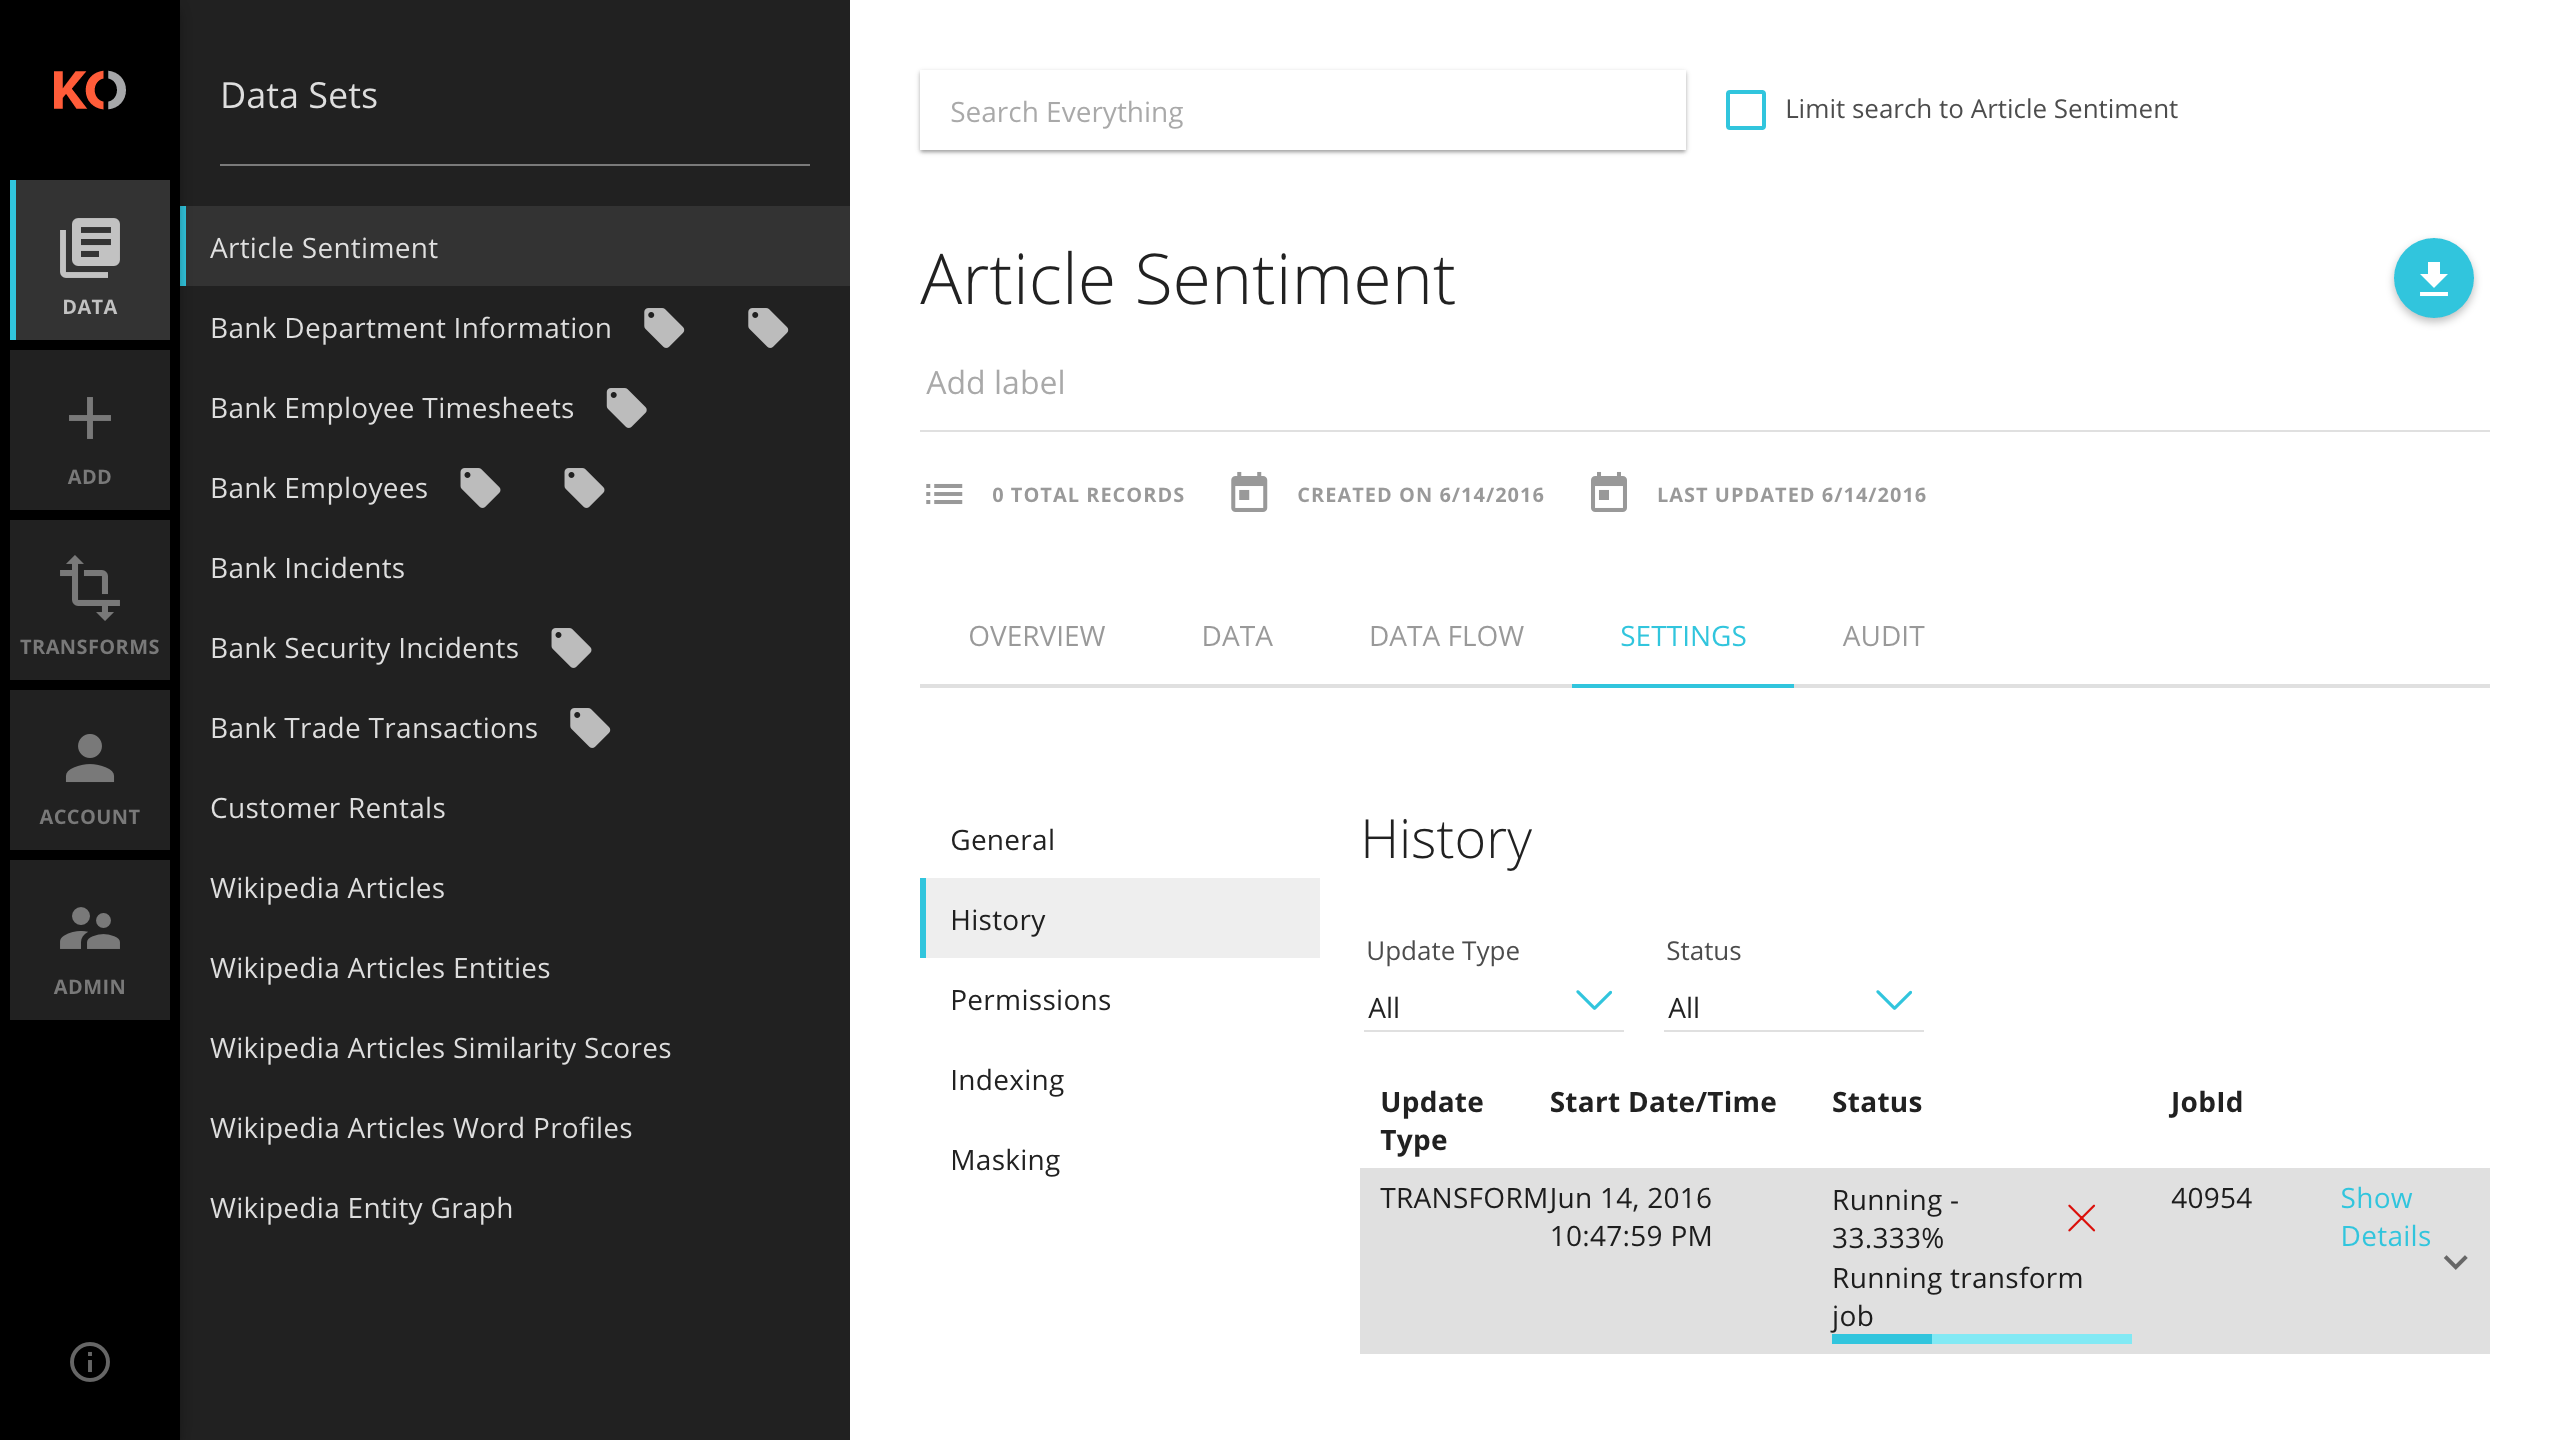 KO
DATA
ADD
TRANSFORMS
ACCOUNT
ADMIN
Data Sets
Article Sentiment
Bank Department Information
Bank Employee Timesheets
Bank Employees
Bank Incidents
Bank Security Incidents
Bank Trade Transactions
Customer Rentals
Wikipedia Articles
Wikipedia Articles Entities
Wikipedia Articles Similarity Scores
Wikipedia Articles Word Profiles
Wikipedia Entity Graph
Search Everything
Limit search to Article Sentiment
Article Sentiment
Add label
0 TOTAL RECORDS CREATED ON 6/14/2016 LAST UPDATED 6/14/2016
OVERVIEW DATA DATA FLOW SETTINGS AUDIT
General
History
Permissions
Indexing
Masking
History
Update Type Status
All All
Update Start Date/Time Status JobId
Type
TRANSFORM Jun 14, 2016 Running - 40954 Show
10:47:59 PM 33.333% Details
Running transform
job